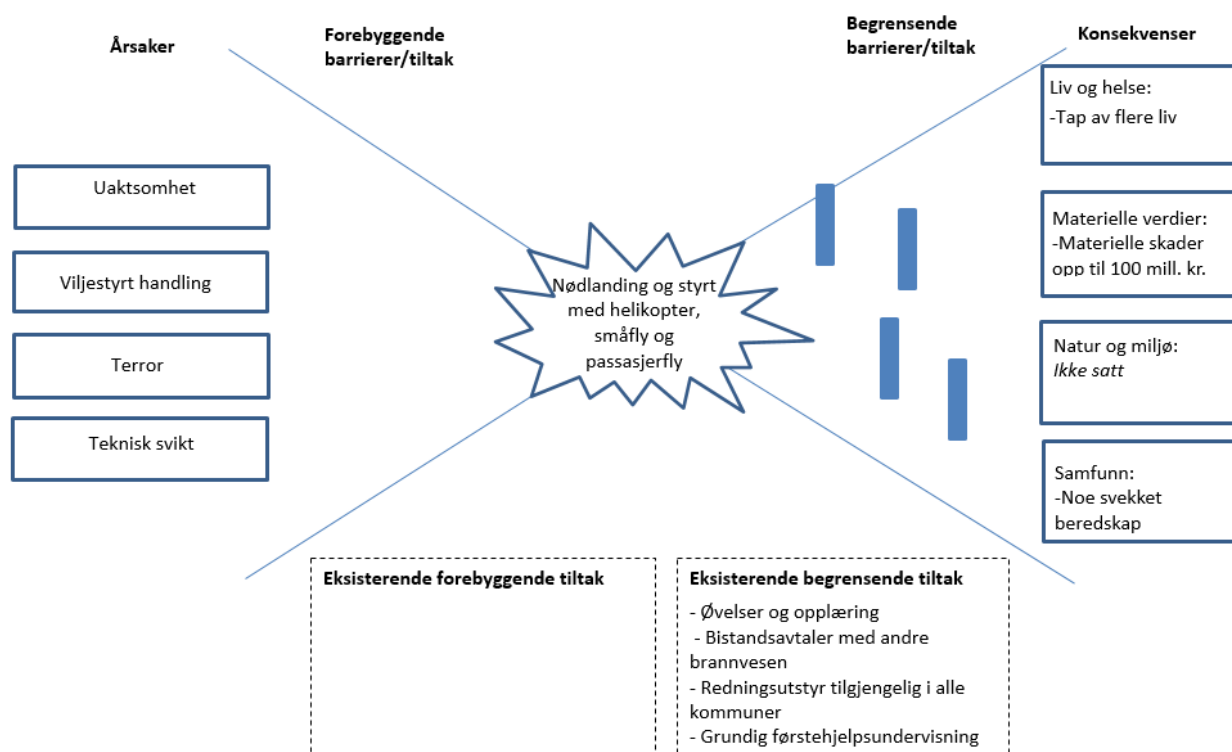 Årsaker
Forebyggende
barrierer/tiltak
Begrensende
barrierer/tiltak
Konsekvenser
Uaktsomhet
Viljestyrt handling
Terror
Teknisk svikt
Nødlanding og styrt
med helikopter,
småfly og
passasjerfly
Liv og helse:
-Tap av flere liv
Materielle verdier:
-Materielle skader
opp til 100 mill. kr.
Natur og miljø:
Ikke satt
Samfunn:
-Noe svekket
beredskap
Eksisterende forebyggende tiltak
Eksisterende begrensende tiltak
- Øvelser og opplæring
- Bistandsavtaler med andre
brannvesen
- Redningsutstyr tilgjengelig i alle
kommuner
- Grundig førstehjelpsundervisning